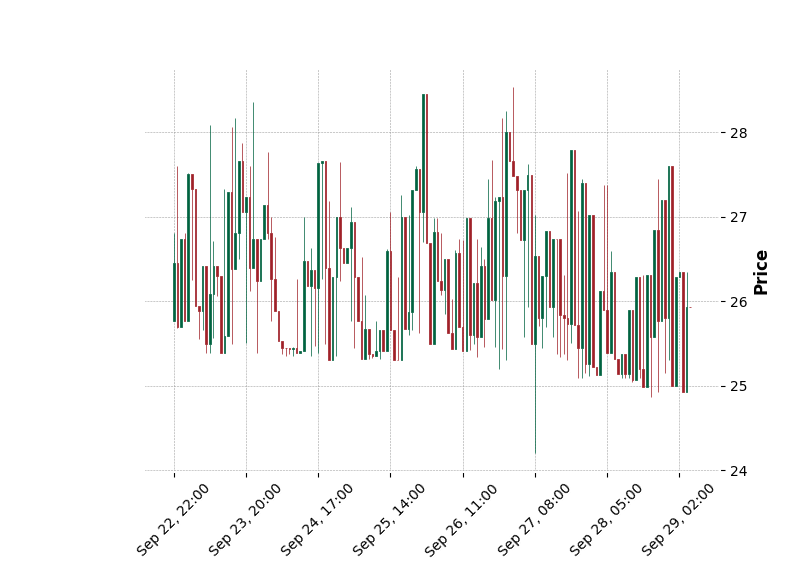 28
27
26
25
24
Price
Sep 22, 22:00
Sep 23, 20:00
Sep 24, 17:00
Sep 25, 14:00
Sep 26, 11:00
Sep 27, 08:00
Sep 28, 05:00
Sep 29, 02:00